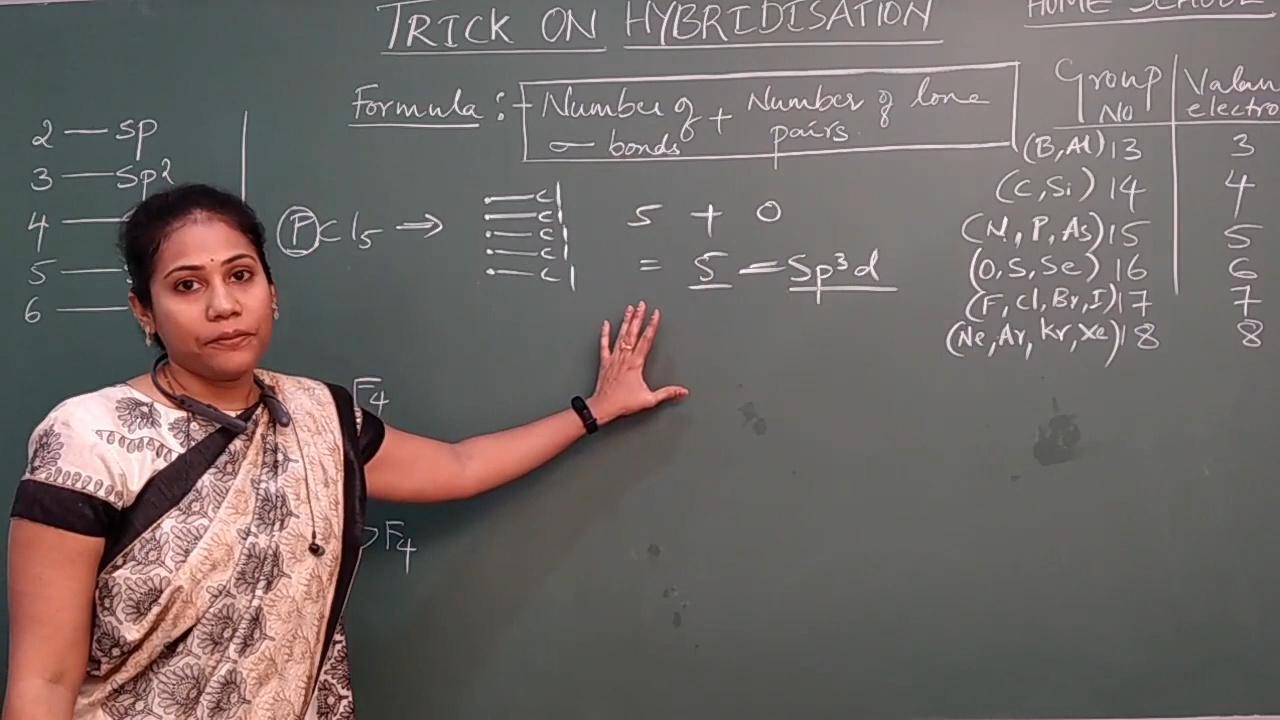 TRICK ON HYBRIDISATION
HOME SCHOOL
Formula :- Number of σ bonds + Number of lone pairs
2 — sp
3 — sp²
4 —
5 —
6 —
PCl₅ ⇒
— cl
— cl
— cl
— cl
— cl
5 + 0
= 5 — Sp³d
F₄
F₄
Group No
Valan
electro
(B, Al) 13 3
(C, Si) 14 4
(N, P, As) 15 5
(O, S, Se) 16 6
(F, Cl, Br, I) 17 7
(Ne, Ar, Kr, Xe) 18 8